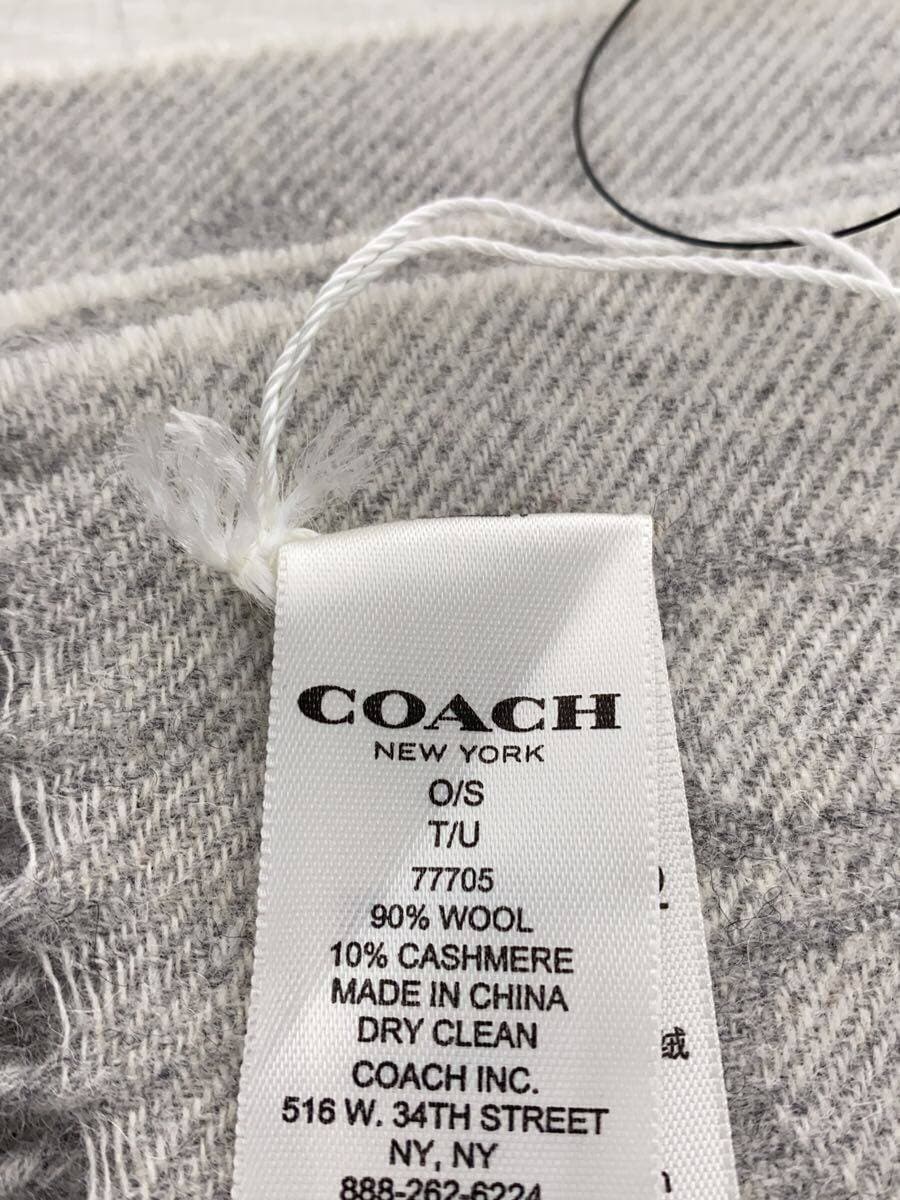 COACH
NEW YORK
O/S
T/U
77705
90% WOOL
10% CASHMERE
MADE IN CHINA
DRY CLEAN
COACH INC.
516 W. 34TH STREET
NY, NY
888-262-6224
绒